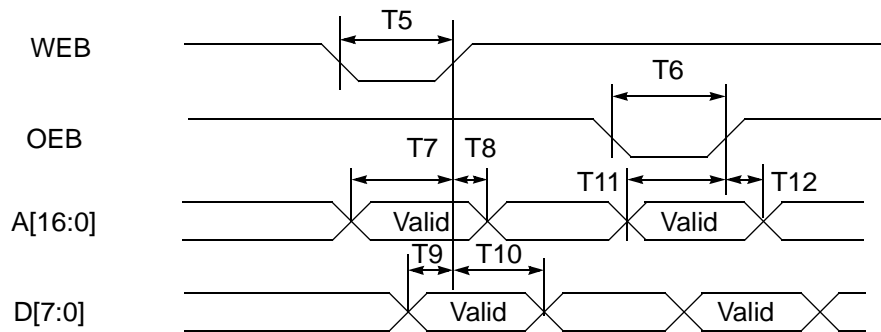 T5
WEB
T6
OEB
T7 T8
T11 T12
A[16:0] Valid Valid
T9 T10
D[7:0] Valid Valid